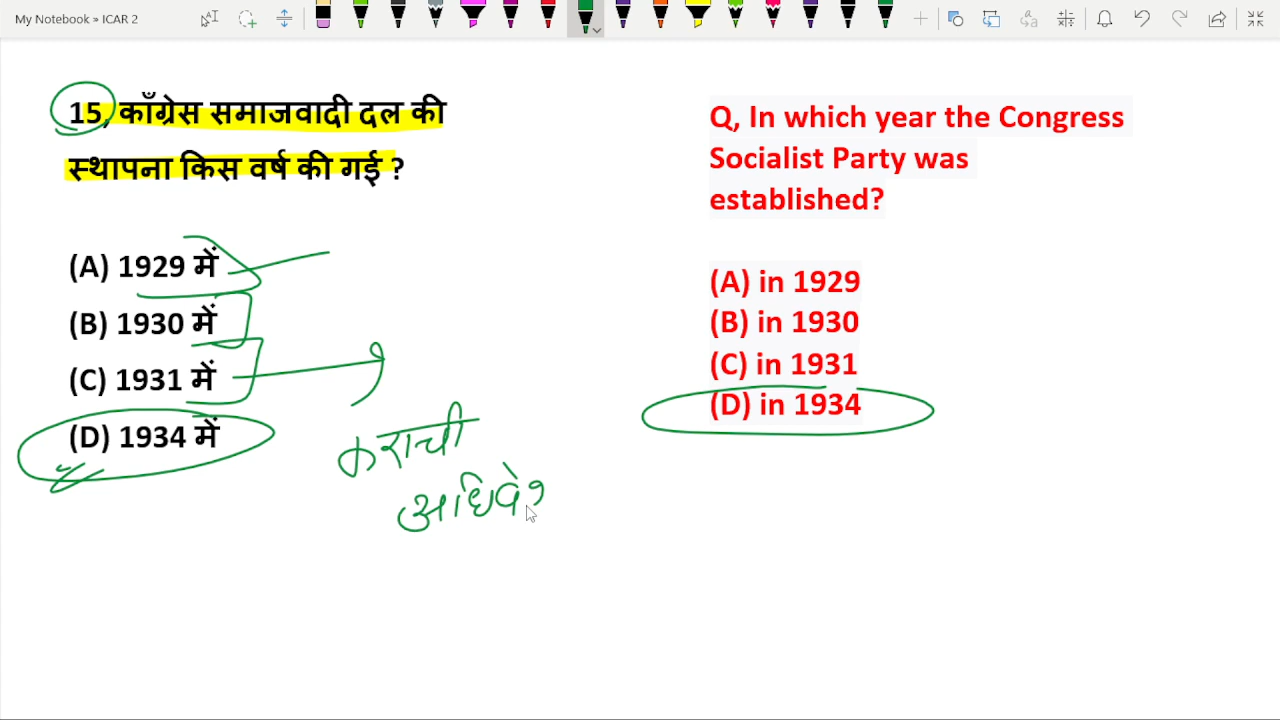 My Notebook » ICAR 2
15, काँग्रेस समाजवादी दल की
स्थापना किस वर्ष की गई ?
(A) 1929 में
(B) 1930 में
(C) 1931 में
(D) 1934 में
कराची
अधिवे०
Q, In which year the Congress
Socialist Party was
established?
(A) in 1929
(B) in 1930
(C) in 1931
(D) in 1934